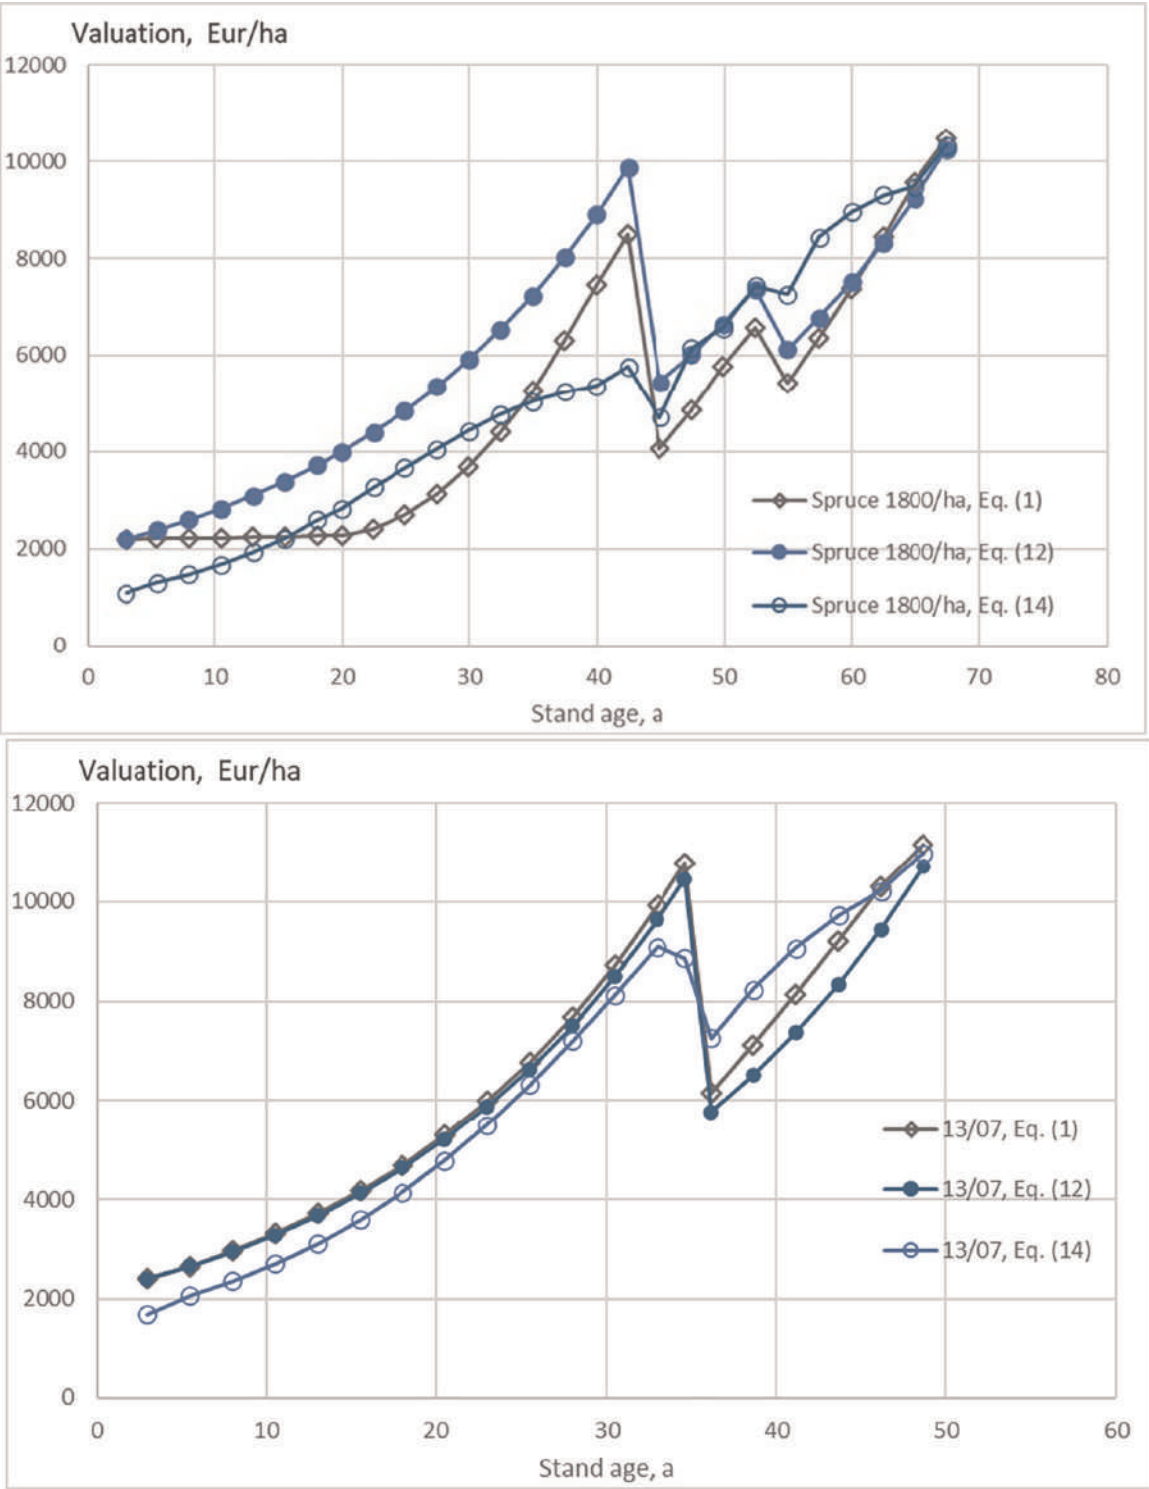 Valuation, Eur/ha
12000
10000
8000
6000
4000
2000
0
Spruce 1800/ha, Eq. (1)
Spruce 1800/ha, Eq. (12)
Spruce 1800/ha, Eq. (14)
0 10 20 30 40 50 60 70 80
Stand age, a
Valuation, Eur/ha
12000
10000
8000
6000
4000
2000
0
13/07, Eq. (1)
13/07, Eq. (12)
13/07, Eq. (14)
0 10 20 30 40 50 60
Stand age, a